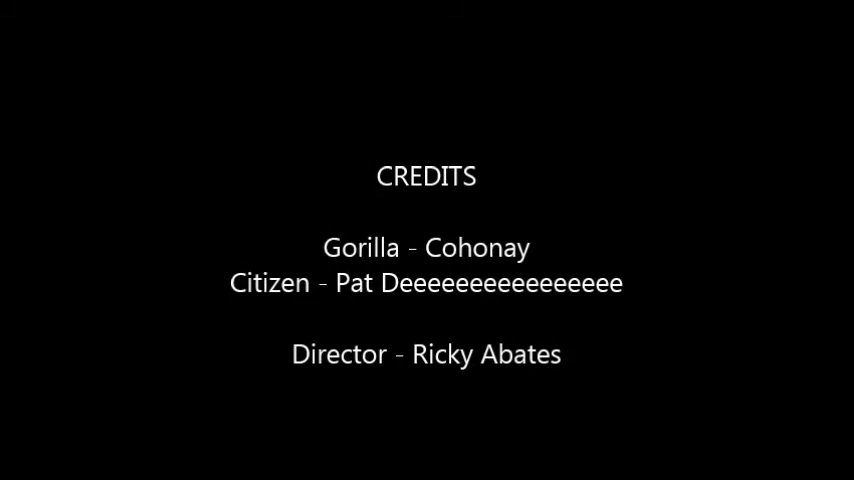 CREDITS
Gorilla - Cohonay
Citizen - Pat Deeeeeeeeeeeeeeee
Director - Ricky Abates